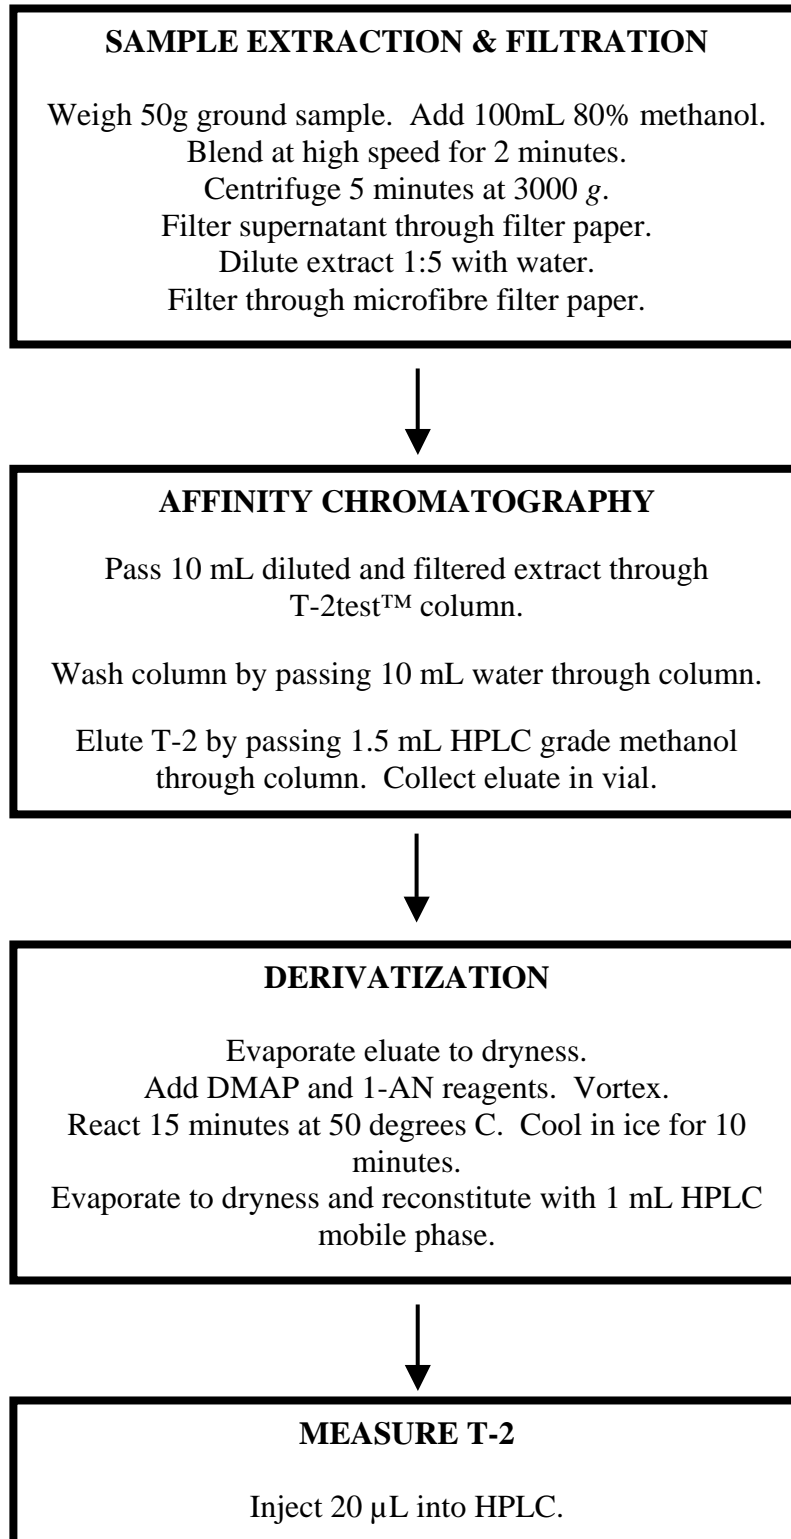 SAMPLE EXTRACTION & FILTRATION
Weigh 50g ground sample.  Add 100mL 80% methanol.
Blend at high speed for 2 minutes.
Centrifuge 5 minutes at 3000 g.
Filter supernatant through filter paper.
Dilute extract 1:5 with water.
Filter through microfibre filter paper.
AFFINITY CHROMATOGRAPHY
Pass 10 mL diluted and filtered extract through
T-2test™ column.
Wash column by passing 10 mL water through column.
Elute T-2 by passing 1.5 mL HPLC grade methanol
through column.  Collect eluate in vial.
DERIVATIZATION
Evaporate eluate to dryness.
Add DMAP and 1-AN reagents.  Vortex.
React 15 minutes at 50 degrees C.  Cool in ice for 10
minutes.
Evaporate to dryness and reconstitute with 1 mL HPLC
mobile phase.
MEASURE T-2
Inject 20 µL into HPLC.